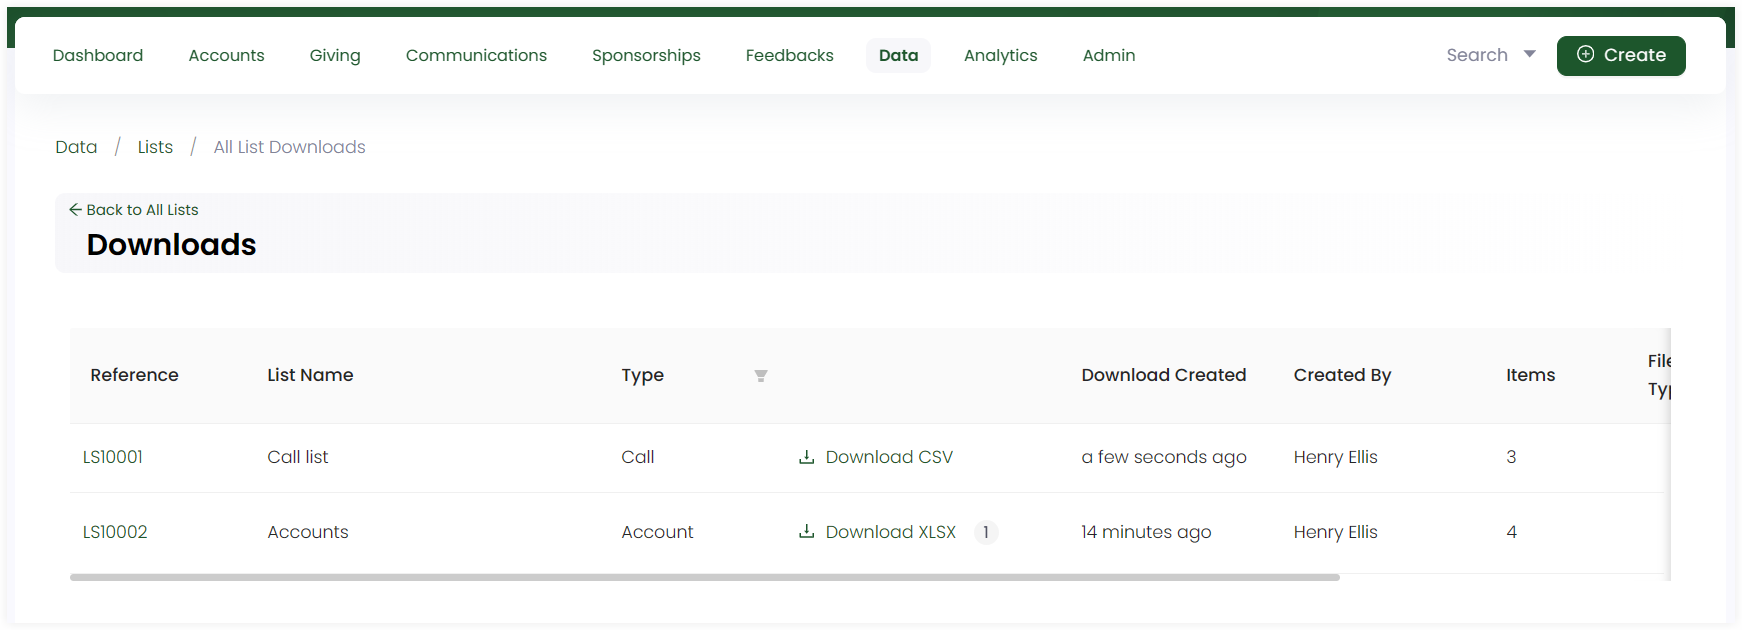 Dashboard Accounts Giving Communications Sponsorships Feedbacks Data Analytics Admin Search Create
Data / Lists / All List Downloads
Back to All Lists
Downloads
Reference List Name Type Download Created Created By Items File
LS10001 Call list Call Download CSV a few seconds ago Henry Ellis 3
LS10002 Accounts Account Download XLSX 1 14 minutes ago Henry Ellis 4